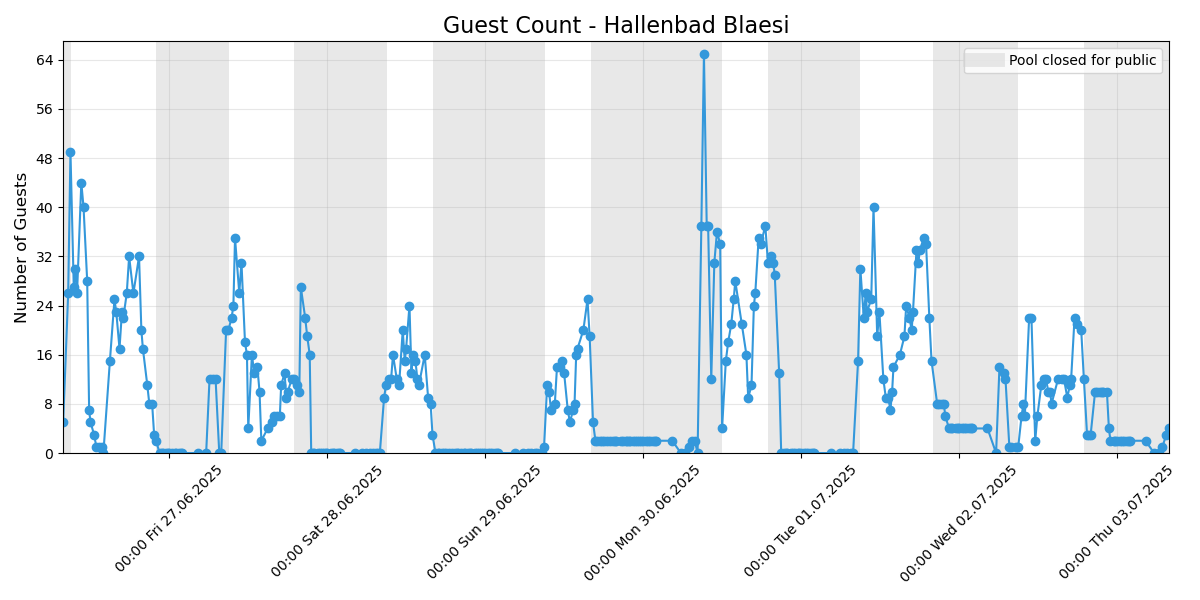 Guest Count - Hallenbad Blaesi
Pool closed for public
Number of Guests
64
56
48
40
32
24
16
8
0
00:00 Fri 27.06.2025
00:00 Sat 28.06.2025
00:00 Sun 29.06.2025
00:00 Mon 30.06.2025
00:00 Tue 01.07.2025
00:00 Wed 02.07.2025
00:00 Thu 03.07.2025